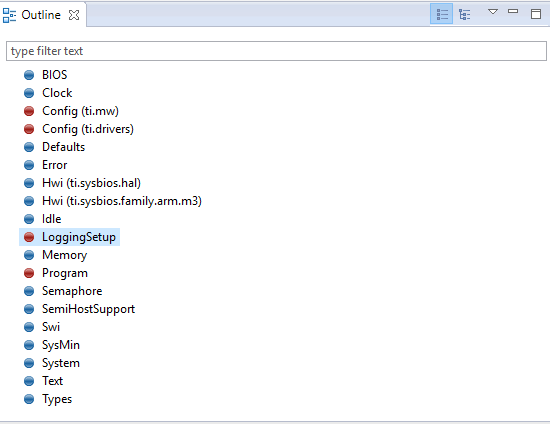 Outline
type filter text
BIOS
Clock
Config (ti.mw)
Config (ti.drivers)
Defaults
Error
Hwi (ti.sysbios.hal)
Hwi (ti.sysbios.family.arm.m3)
Idle
LoggingSetup
Memory
Program
Semaphore
SemiHostSupport
Swi
SysMin
System
Text
Types